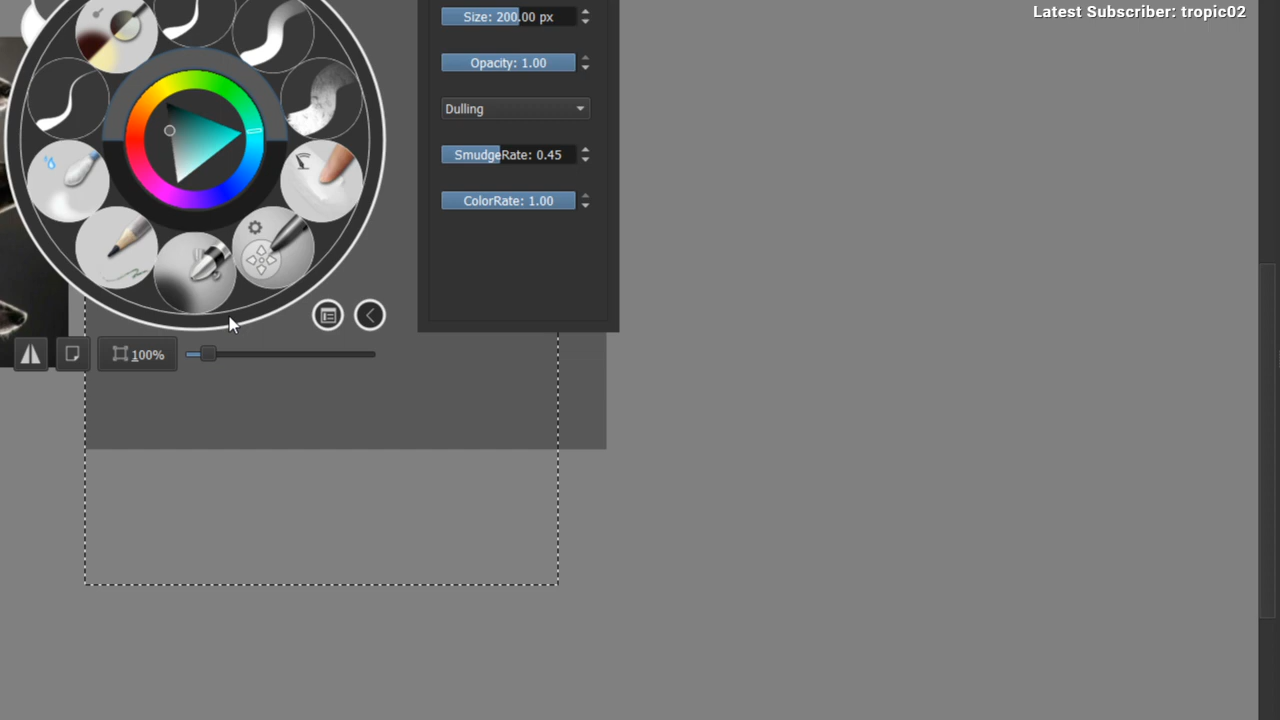 Latest Subscriber: tropic02
Size: 200.00 px
Opacity: 1.00
Dulling
SmudgeRate: 0.45
ColorRate: 1.00
100%